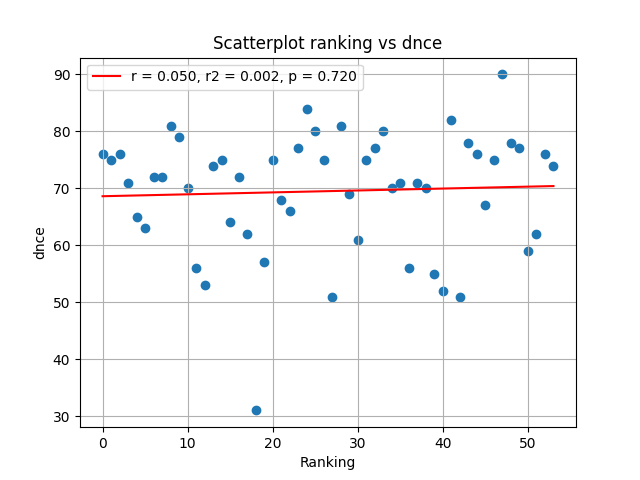 Scatterplot ranking vs dnce
r = 0.050, r2 = 0.002, p = 0.720
90
80
70
60
50
40
30
dnce
0 10 20 30 40 50
Ranking